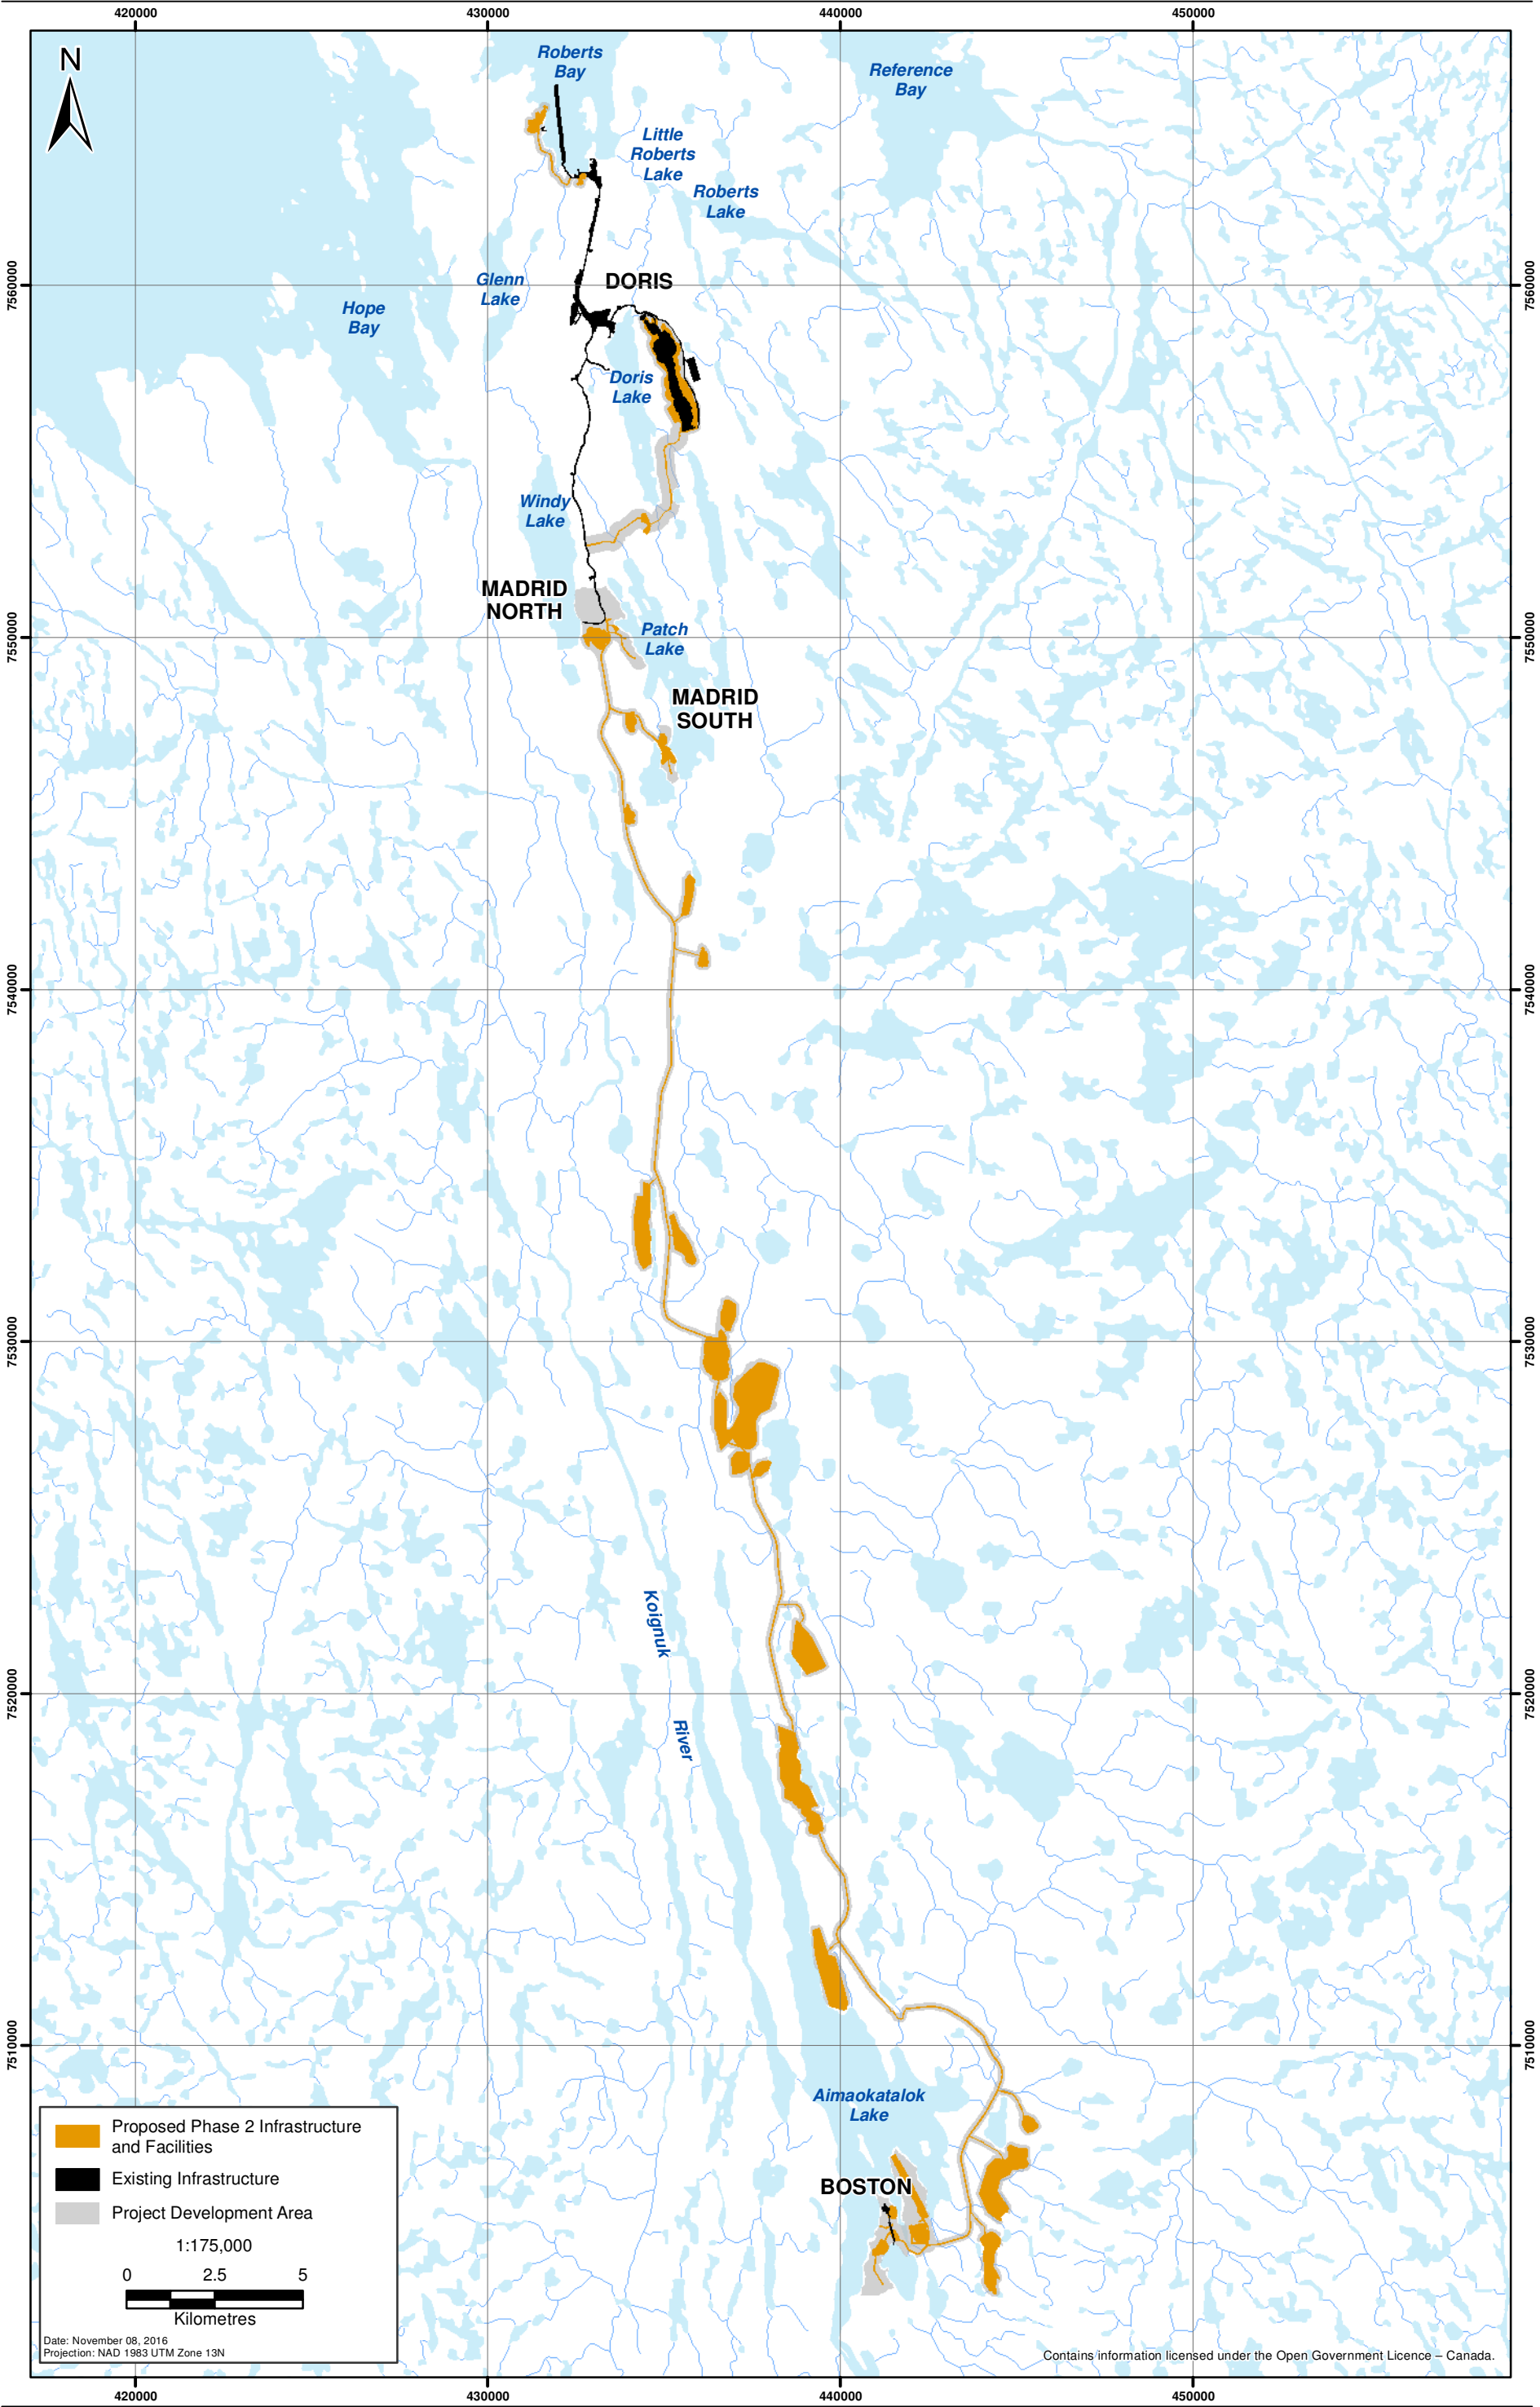 420000
430000
440000
450000
N
Roberts
Bay
Reference
Bay
Little
Roberts
Lake
Roberts
Lake
7560000
7560000
Glenn
Lake
DORIS
Hope
Bay
Doris
Lake
Windy
Lake
MADRID
NORTH
7550000
7550000
Patch
Lake
MADRID
SOUTH
7540000
7540000
7530000
7530000
Koignuk
River
7520000
7520000
7510000
7510000
Aimaokatalok
Lake
BOSTON
Proposed Phase 2 Infrastructure
and Facilities
Existing Infrastructure
Project Development Area
1:175,000
0 2.5 5
Kilometres
Date: November 08, 2016
Projection: NAD 1983 UTM Zone 13N
Contains information licensed under the Open Government Licence – Canada.
420000
430000
440000
450000